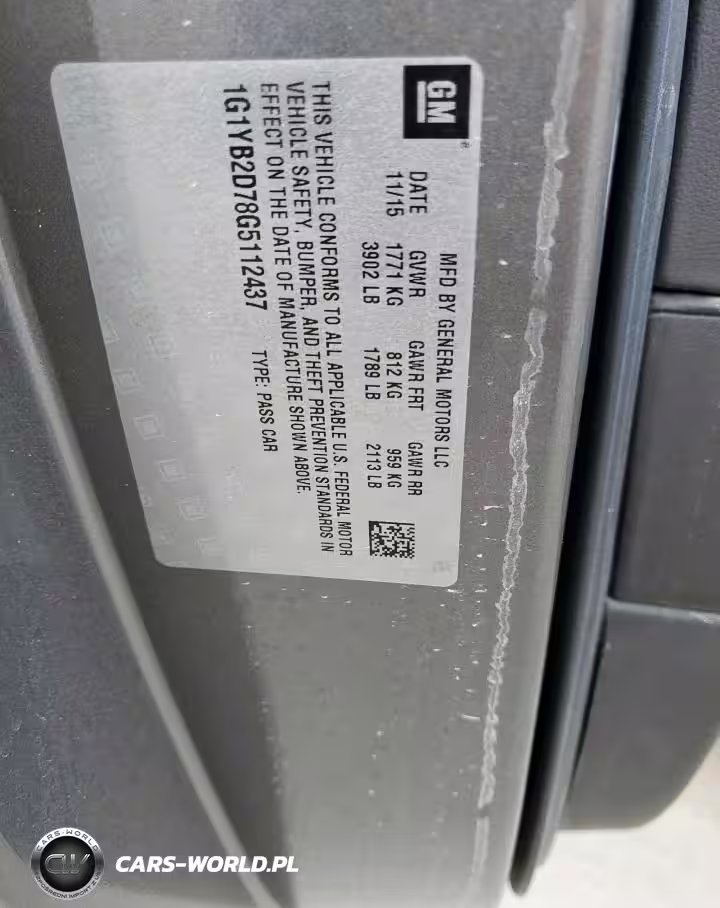 GM
MFD BY GENERAL MOTORS LLC
DATE GVWR GAWR FRT GAWR RR
11/15 1771 KG 812 KG 959 KG
3902 LB 1789 LB 2113 LB
THIS VEHICLE CONFORMS TO ALL APPLICABLE U.S. FEDERAL MOTOR
VEHICLE SAFETY, BUMPER, AND THEFT PREVENTION STANDARDS IN
EFFECT ON THE DATE OF MANUFACTURE SHOWN ABOVE.
1G1YB2D78G5112437 TYPE: PASS CAR
CARS-WORLD
CW
CARS-WORLD.PL